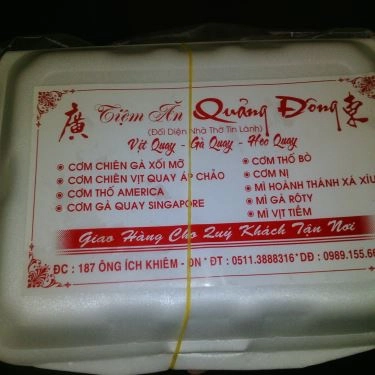 廣 Tiệm Ăn Quảng Đông 東
(Đối Diện Nhà Thờ Tin Lành)
Vịt Quay - Gà Quay - Heo Quay
CƠM CHIÊN GÀ XỐI MỠ
CƠM CHIÊN VỊT QUAY ÁP CHẢO
CƠM THỐ AMERICA
CƠM GÀ QUAY SINGAPORE
CƠM THỐ BÒ
CƠM NỊ
MÌ HOÀNH THÁNH XÁ XÍU
MÌ GÀ RÔTY
MÌ VỊT TIỀM
Giao Hàng Cho Quý Khách Tận Nơi
ĐC : 187 ÔNG ÍCH KHIÊM - ĐN * ĐT : 0511.3888316 * DĐ : 0989.155.66